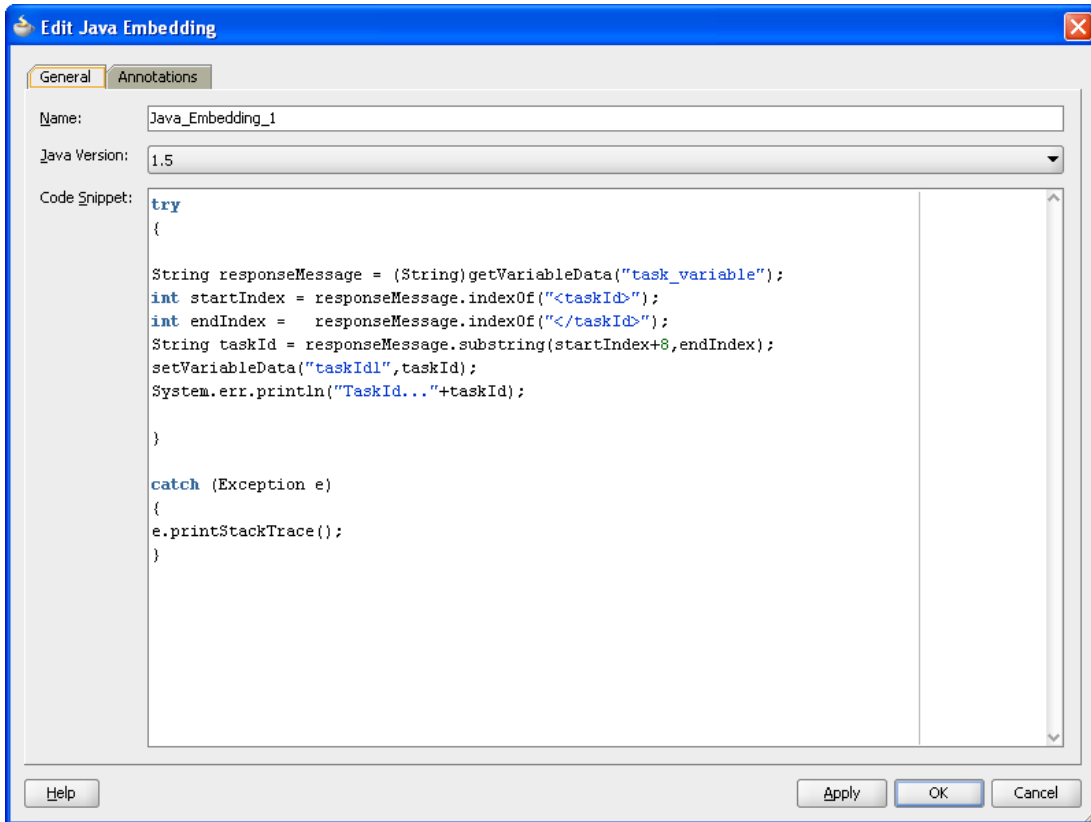 Edit Java Embedding
General Annotations
Name: Java_Embedding_1
Java Version: 1.5
Code Snippet: try
{
String responseMessage = (String)getVariableData("task_variable");
int startIndex = responseMessage.indexOf("<taskId>");
int endIndex =   responseMessage.indexOf("</taskId>");
String taskId = responseMessage.substring(startIndex+8,endIndex);
setVariableData("taskId1",taskId);
System.err.println("TaskId..."+taskId);
}
catch (Exception e)
{
e.printStackTrace();
}
Help Apply OK Cancel